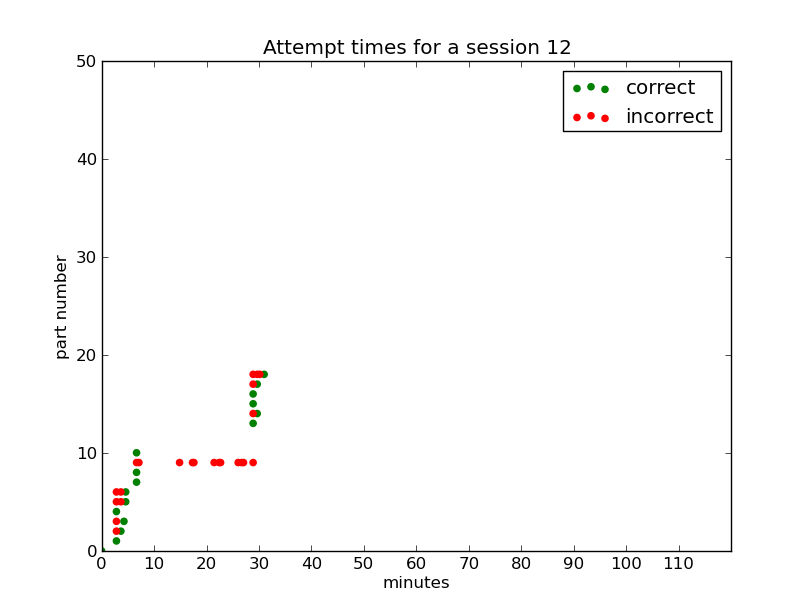 Attempt times for a session 12
correct
incorrect
50
40
30
20
10
0
part number
0 10 20 30 40 50 60 70 80 90 100 110
minutes